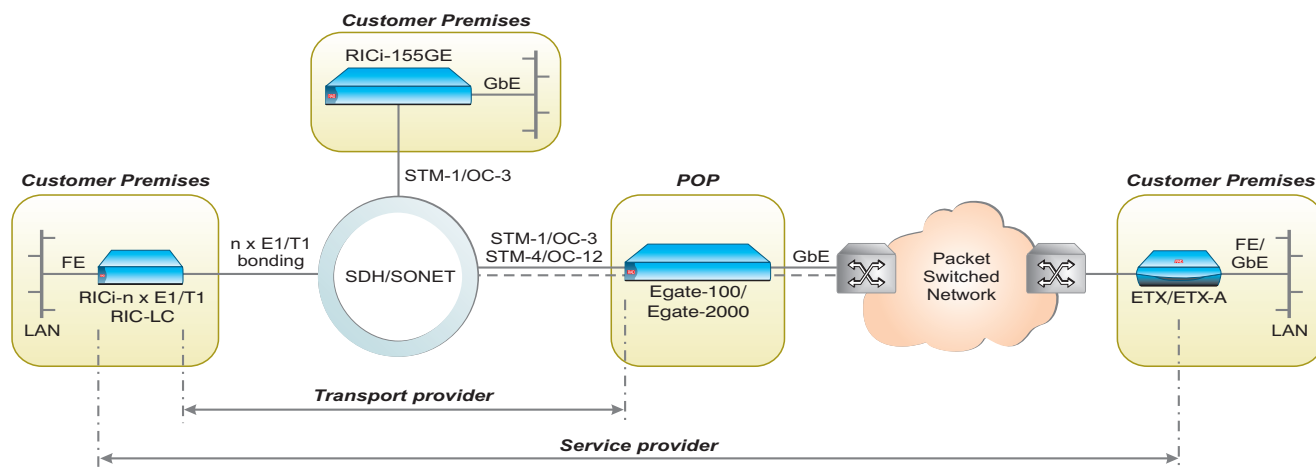 Customer Premises
RICi-155GE
GbE
STM-1/OC-3
Customer Premises
FE
RICi-n x E1/T1
RIC-LC
LAN
n x E1/T1
bonding
SDH/SONET
STM-1/OC-3
STM-4/OC-12
POP
Egate-100/
Egate-2000
GbE
Packet
Switched
Network
Customer Premises
FE/
GbE
ETX/ETX-A
LAN
Transport provider
Service provider